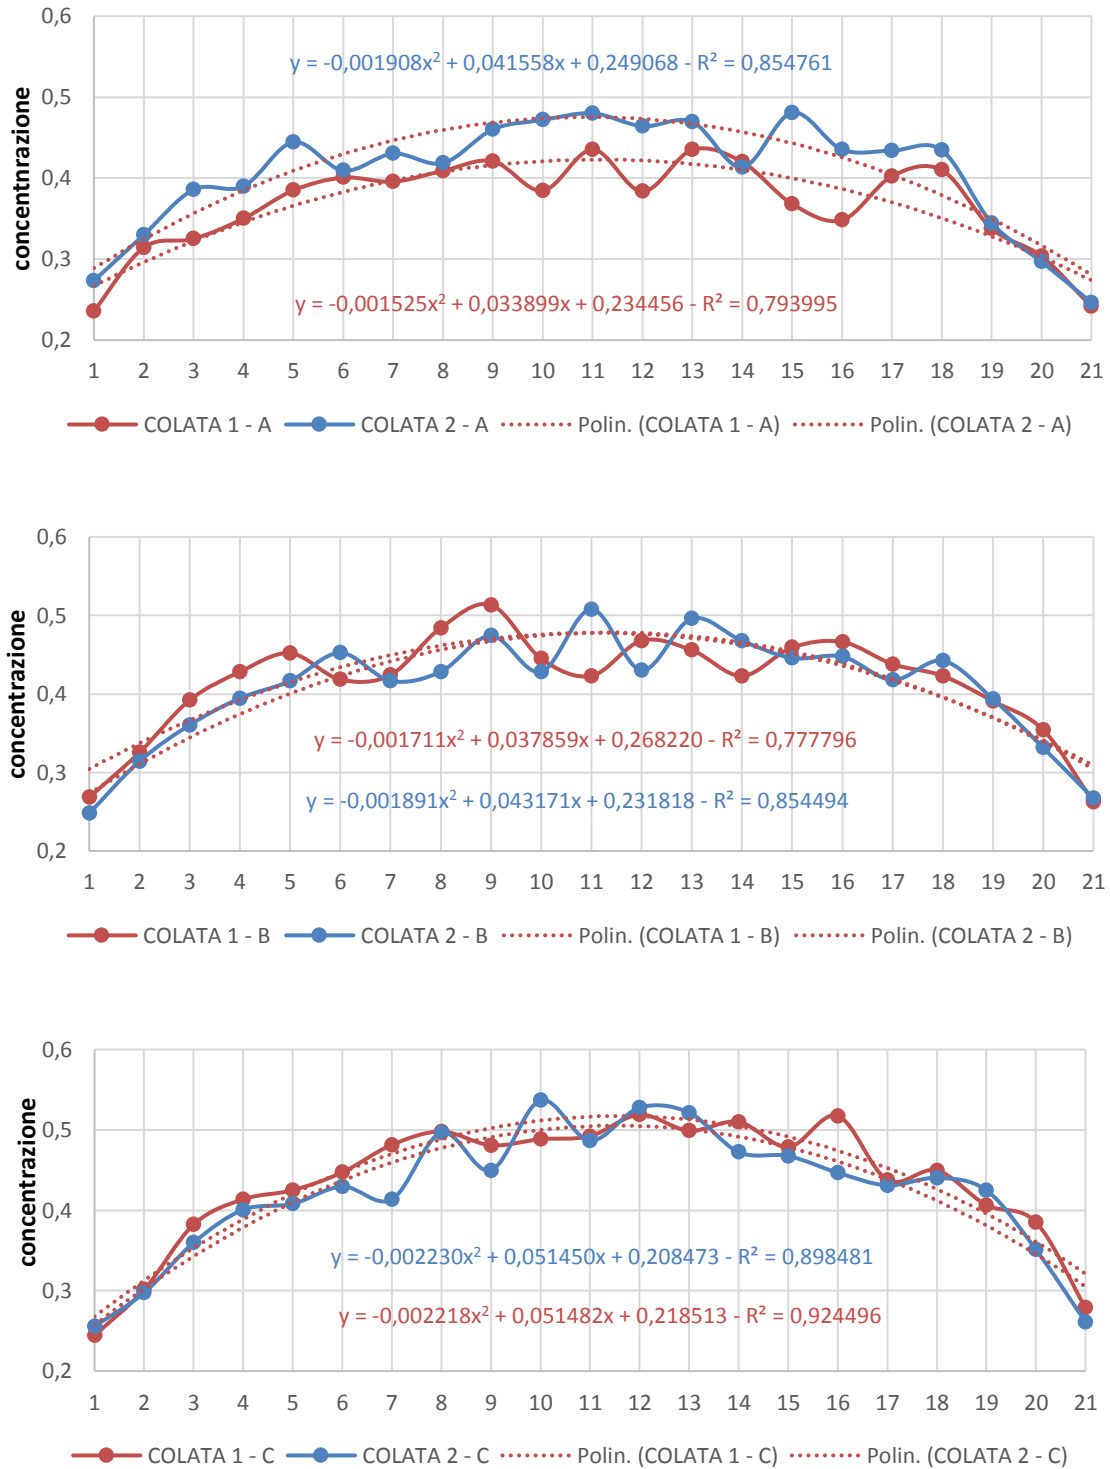 0,6
y = -0,001908x² + 0,041558x + 0,249068 - R² = 0,854761
0,5
concentnrazione
0,4
0,3
y = -0,001525x² + 0,033899x + 0,234456 - R² = 0,793995
0,2
1 2 3 4 5 6 7 8 9 10 11 12 13 14 15 16 17 18 19 20 21
COLATA 1 - A COLATA 2 - A Polin. (COLATA 1 - A) Polin. (COLATA 2 - A)
0,6
0,5
concentrazione
0,4
y = -0,001711x² + 0,037859x + 0,268220 - R² = 0,777796
0,3
y = -0,001891x² + 0,043171x + 0,231818 - R² = 0,854494
0,2
1 2 3 4 5 6 7 8 9 10 11 12 13 14 15 16 17 18 19 20 21
COLATA 1 - B COLATA 2 - B Polin. (COLATA 1 - B) Polin. (COLATA 2 - B)
0,6
0,5
concentrazione
0,4
y = -0,002230x² + 0,051450x + 0,208473 - R² = 0,898481
0,3
y = -0,002218x² + 0,051482x + 0,218513 - R² = 0,924496
0,2
1 2 3 4 5 6 7 8 9 10 11 12 13 14 15 16 17 18 19 20 21
COLATA 1 - C COLATA 2 - C Polin. (COLATA 1 - C) Polin. (COLATA 2 - C)